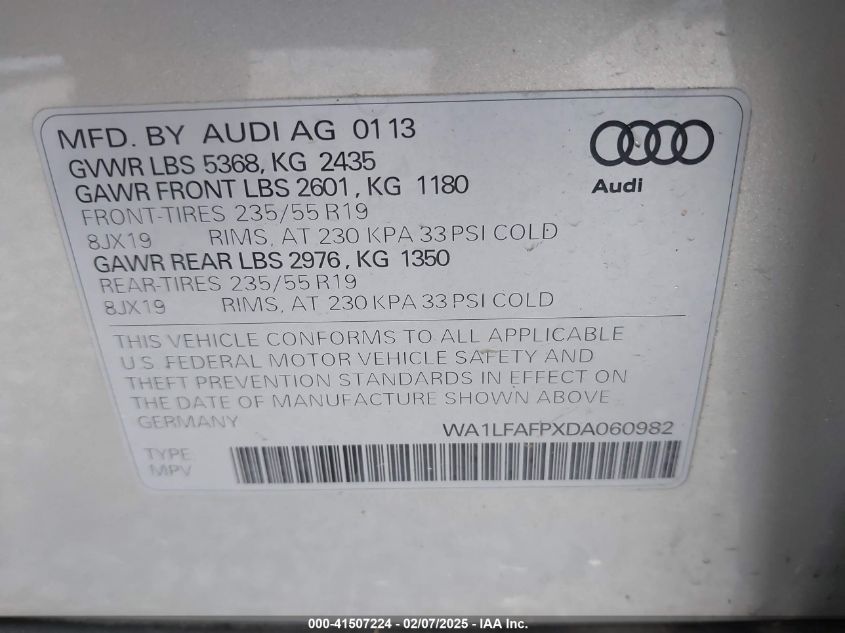 MFD. BY AUDI AG 01 13
GVWR LBS 5368, KG 2435
GAWR FRONT LBS 2601, KG 1180
FRONT-TIRES 235/55 R19
8JX19 RIMS, AT 230 KPA 33 PSI COLD
GAWR REAR LBS 2976, KG 1350
REAR-TIRES 235/55 R19
8JX19 RIMS, AT 230 KPA 33 PSI COLD
Audi
THIS VEHICLE CONFORMS TO ALL APPLICABLE
U.S. FEDERAL MOTOR VEHICLE SAFETY AND
THEFT PREVENTION STANDARDS IN EFFECT ON
THE DATE OF MANUFACTURE SHOWN ABOVE
GERMANY WA1LFAFPXDA060982
TYPE
MPV
000-41507224 - 02/07/2025 - IAA Inc.